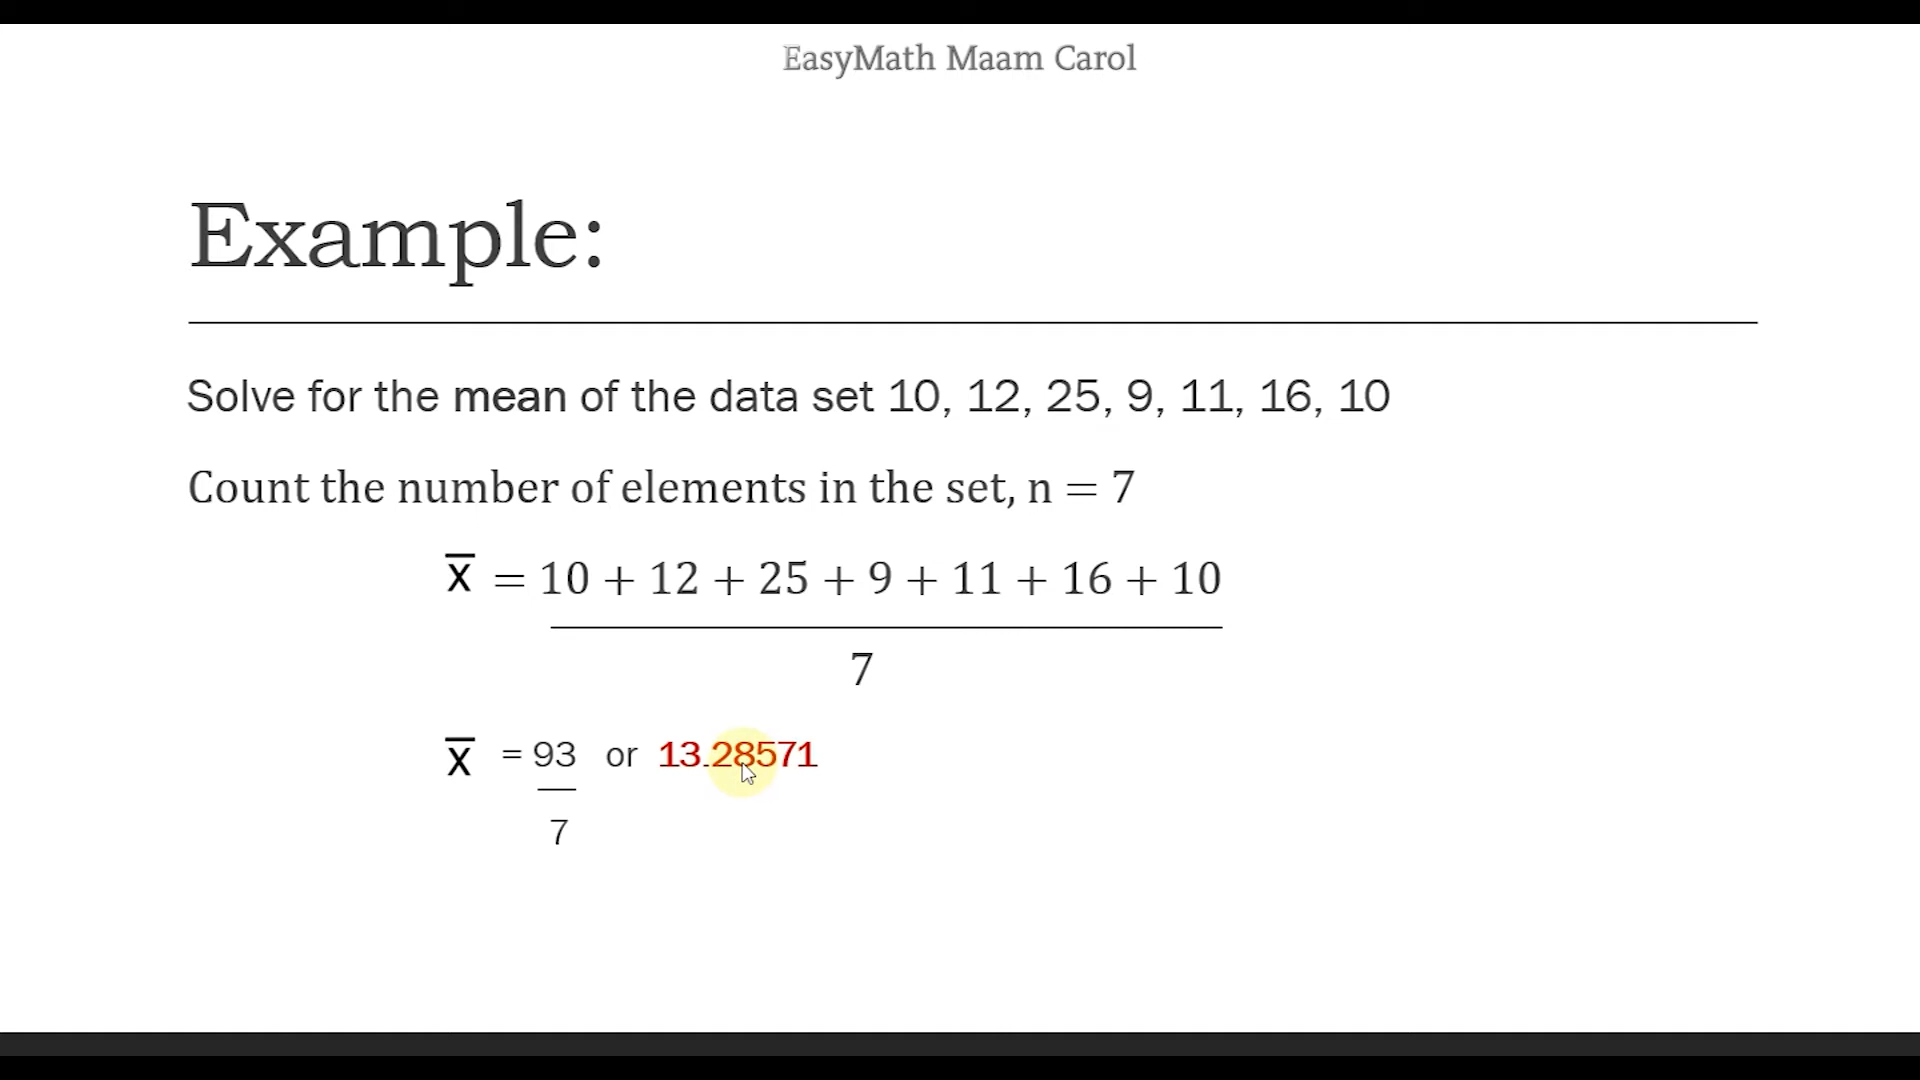 EasyMath Maam Carol
Example:
Solve for the mean of the data set 10, 12, 25, 9, 11, 16, 10
Count the number of elements in the set, n = 7
x̅ = 10 + 12 + 25 + 9 + 11 + 16 + 10
7
x̅ = 93 or 13.28571
7